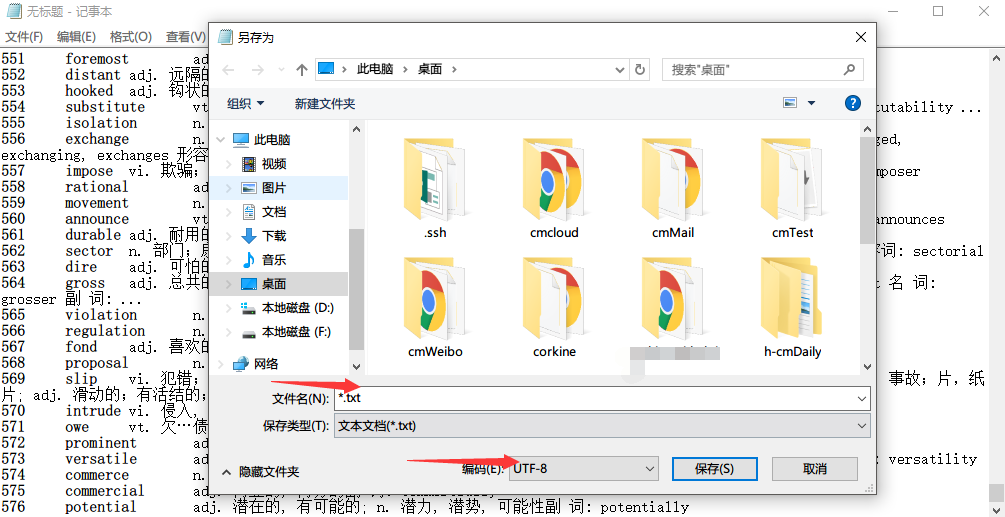 无标题 - 记事本
文件(F) 编辑(E) 格式(O) 查看(V)
551 foremost ad
552 distant adj. 远隔的
553 hooked adj. 钩状的
554 substitute vt tutability ...
555 isolation n.
556 exchange n. ged,
exchanging, exchanges 形容
557 impose vi. 欺骗; mposer
558 rational ad
559 movement n.
560 announce vt announces
561 durable adj. 耐用的
562 sector n. 部门; 词: sectorial
563 dire adj. 可怕的
564 gross adj. 总共的 名 词:
grosser 副 词: ...
565 violation n.
566 regulation n.
567 fond adj. 喜欢的
568 proposal n.
569 slip vi. 犯错; 事故; 片, 纸
片; adj. 滑动的; 有活结的;
570 intrude vi. 侵入,
571 owe vt. 欠…债
572 prominent ad
573 versatile ad : versatility
574 commerce n.
575 commercial adj.
576 potential adj. 潜在的, 有可能的; n. 潜力, 潜势, 可能性副 词: potentially
另存为
此电脑 桌面
搜索"桌面"
组织 新建文件夹
此电脑
视频
图片
文档
下载
音乐
桌面
本地磁盘 (D:)
本地磁盘 (F:)
网络
.ssh cmcloud cmMail cmTest
cmWeibo corkine h-cmDaily
文件名(N): *.txt
保存类型(T): 文本文档(*.txt)
隐藏文件夹 编码(E): UTF-8 保存(S) 取消